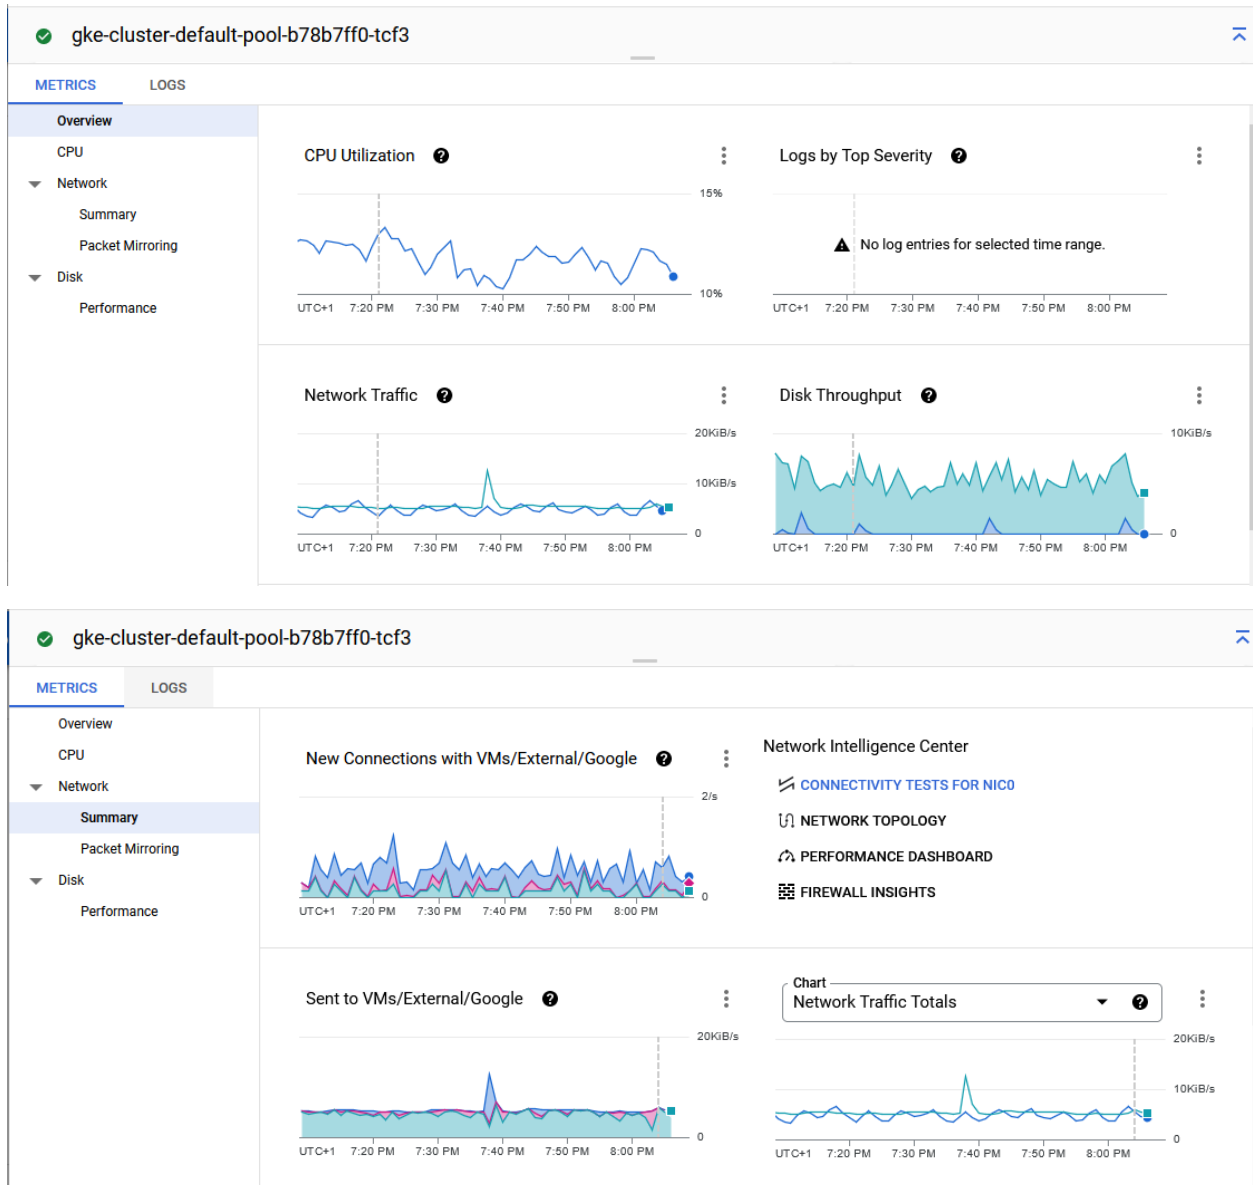 gke-cluster-default-pool-b78b7ff0-tcf3
METRICS LOGS
Overview
CPU
Network
Summary
Packet Mirroring
Disk
Performance
CPU Utilization
15%
10%
UTC+1 7:20 PM 7:30 PM 7:40 PM 7:50 PM 8:00 PM
Logs by Top Severity
No log entries for selected time range.
UTC+1 7:20 PM 7:30 PM 7:40 PM 7:50 PM 8:00 PM
Network Traffic
20KiB/s
10KiB/s
0
UTC+1 7:20 PM 7:30 PM 7:40 PM 7:50 PM 8:00 PM
Disk Throughput
10KiB/s
0
UTC+1 7:20 PM 7:30 PM 7:40 PM 7:50 PM 8:00 PM
gke-cluster-default-pool-b78b7ff0-tcf3
METRICS LOGS
Overview
CPU
Network
Summary
Packet Mirroring
Disk
Performance
New Connections with VMs/External/Google
2/s
0
UTC+1 7:20 PM 7:30 PM 7:40 PM 7:50 PM 8:00 PM
Network Intelligence Center
CONNECTIVITY TESTS FOR NIC0
NETWORK TOPOLOGY
PERFORMANCE DASHBOARD
FIREWALL INSIGHTS
Sent to VMs/External/Google
20KiB/s
0
UTC+1 7:20 PM 7:30 PM 7:40 PM 7:50 PM 8:00 PM
Chart
Network Traffic Totals
20KiB/s
10KiB/s
0
UTC+1 7:20 PM 7:30 PM 7:40 PM 7:50 PM 8:00 PM